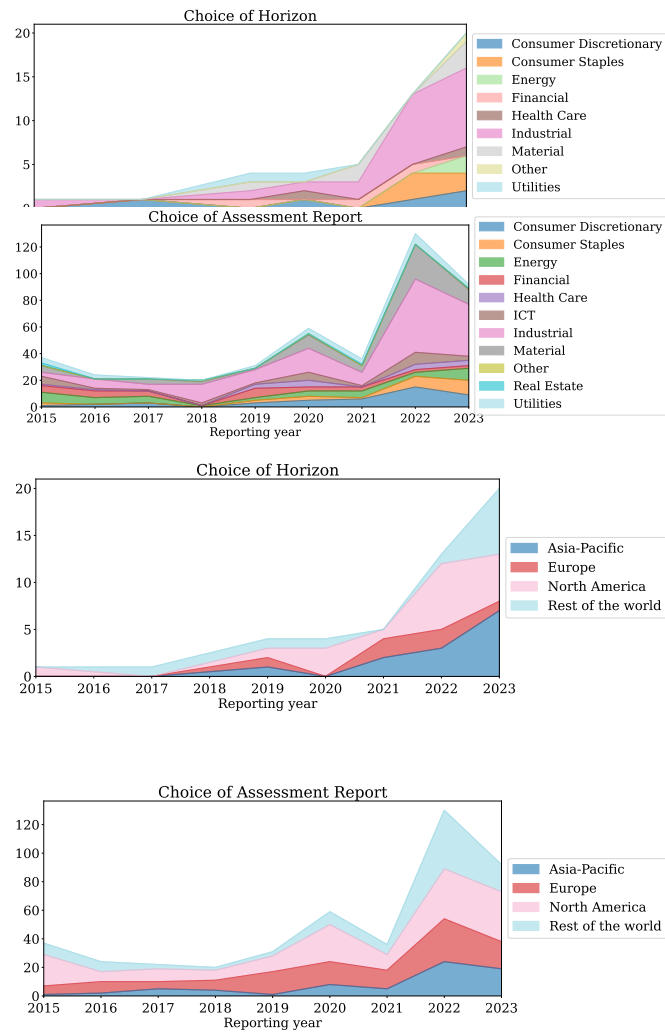 Choice of Horizon
20
15
10
5
0
Consumer Discretionary
Consumer Staples
Energy
Financial
Health Care
Industrial
Material
Other
Utilities
Choice of Assessment Report
120
100
80
60
40
20
0
2015 2016 2017 2018 2019 2020 2021 2022 2023
Reporting year
Consumer Discretionary
Consumer Staples
Energy
Financial
Health Care
ICT
Industrial
Material
Other
Real Estate
Utilities
Choice of Horizon
20
15
10
5
0
2015 2016 2017 2018 2019 2020 2021 2022 2023
Reporting year
Asia-Pacific
Europe
North America
Rest of the world
Choice of Assessment Report
120
100
80
60
40
20
0
2015 2016 2017 2018 2019 2020 2021 2022 2023
Reporting year
Asia-Pacific
Europe
North America
Rest of the world